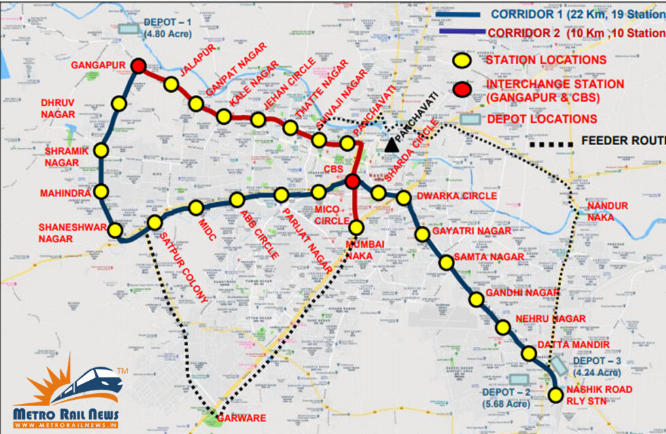 CORRIDOR 1 (22 Km, 19 Station
CORRIDOR 2 (10 Km ,10 Station
STATION LOCATIONS
INTERCHANGE STATION
(GANGAPUR & CBS)
DEPOT LOCATIONS
FEEDER ROUT
DEPOT – 1
(4.80 Acre)
GANGAPUR
JALAPUR
GANPAT NAGAR
KALE NAGAR
JEHAN CIRCLE
THATTE NAGAR
SHIVAJI NAGAR
PANCHAVATI
PANCHAVATI
DHRUV
NAGAR
SHRAMIK
NAGAR
MAHINDRA
SHANESHWAR
NAGAR
SATPUR COLONY
MIDC
ABB CIRCLE
PARIJAT NAGAR
MICO
CIRCLE
CBS
SHARDA CIRCLE
DWARKA CIRCLE
MUMBAI
NAKA
GAYATRI NAGAR
SAMTA NAGAR
GANDHI NAGAR
NEHRU NAGAR
DATTA MANDIR
NANDUR
NAKA
DEPOT – 3
(4.24 Acre)
DEPOT – 2
(5.68 Acre)
NASHIK ROAD
RLY STN
GARWARE
TM
METRO RAIL NEWS
WWW.METRORAILNEWS.IN